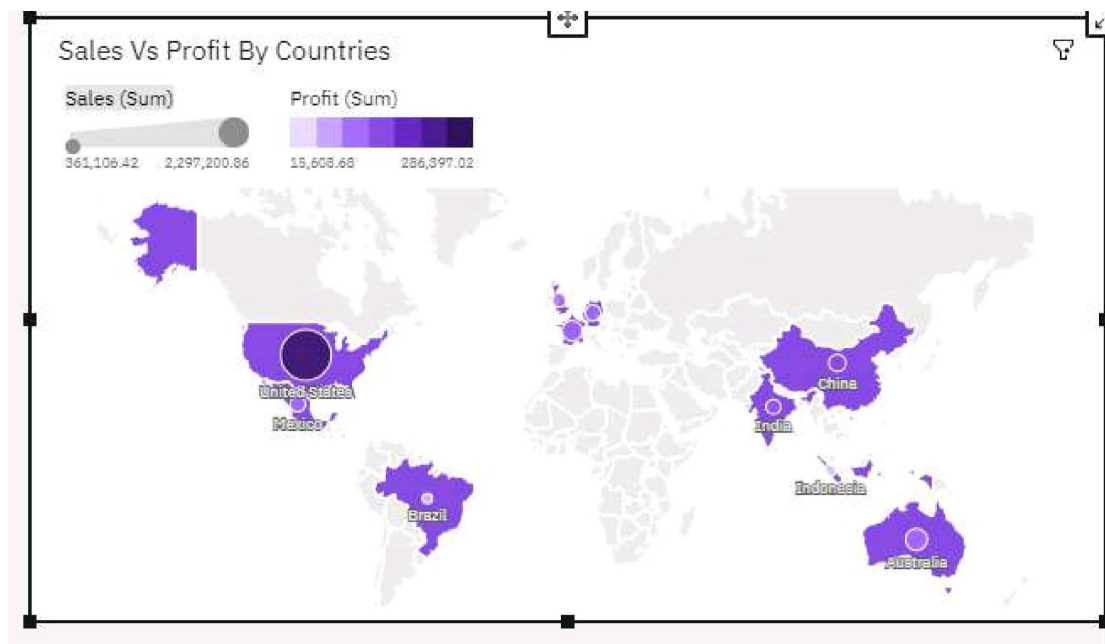 Sales Vs Profit By Countries
Sales (Sum)
Profit (Sum)
361,106.42
2,297,200.86
15,608.68
286,397.02
United States
Mexico
Brazil
China
India
Indonesia
Australia